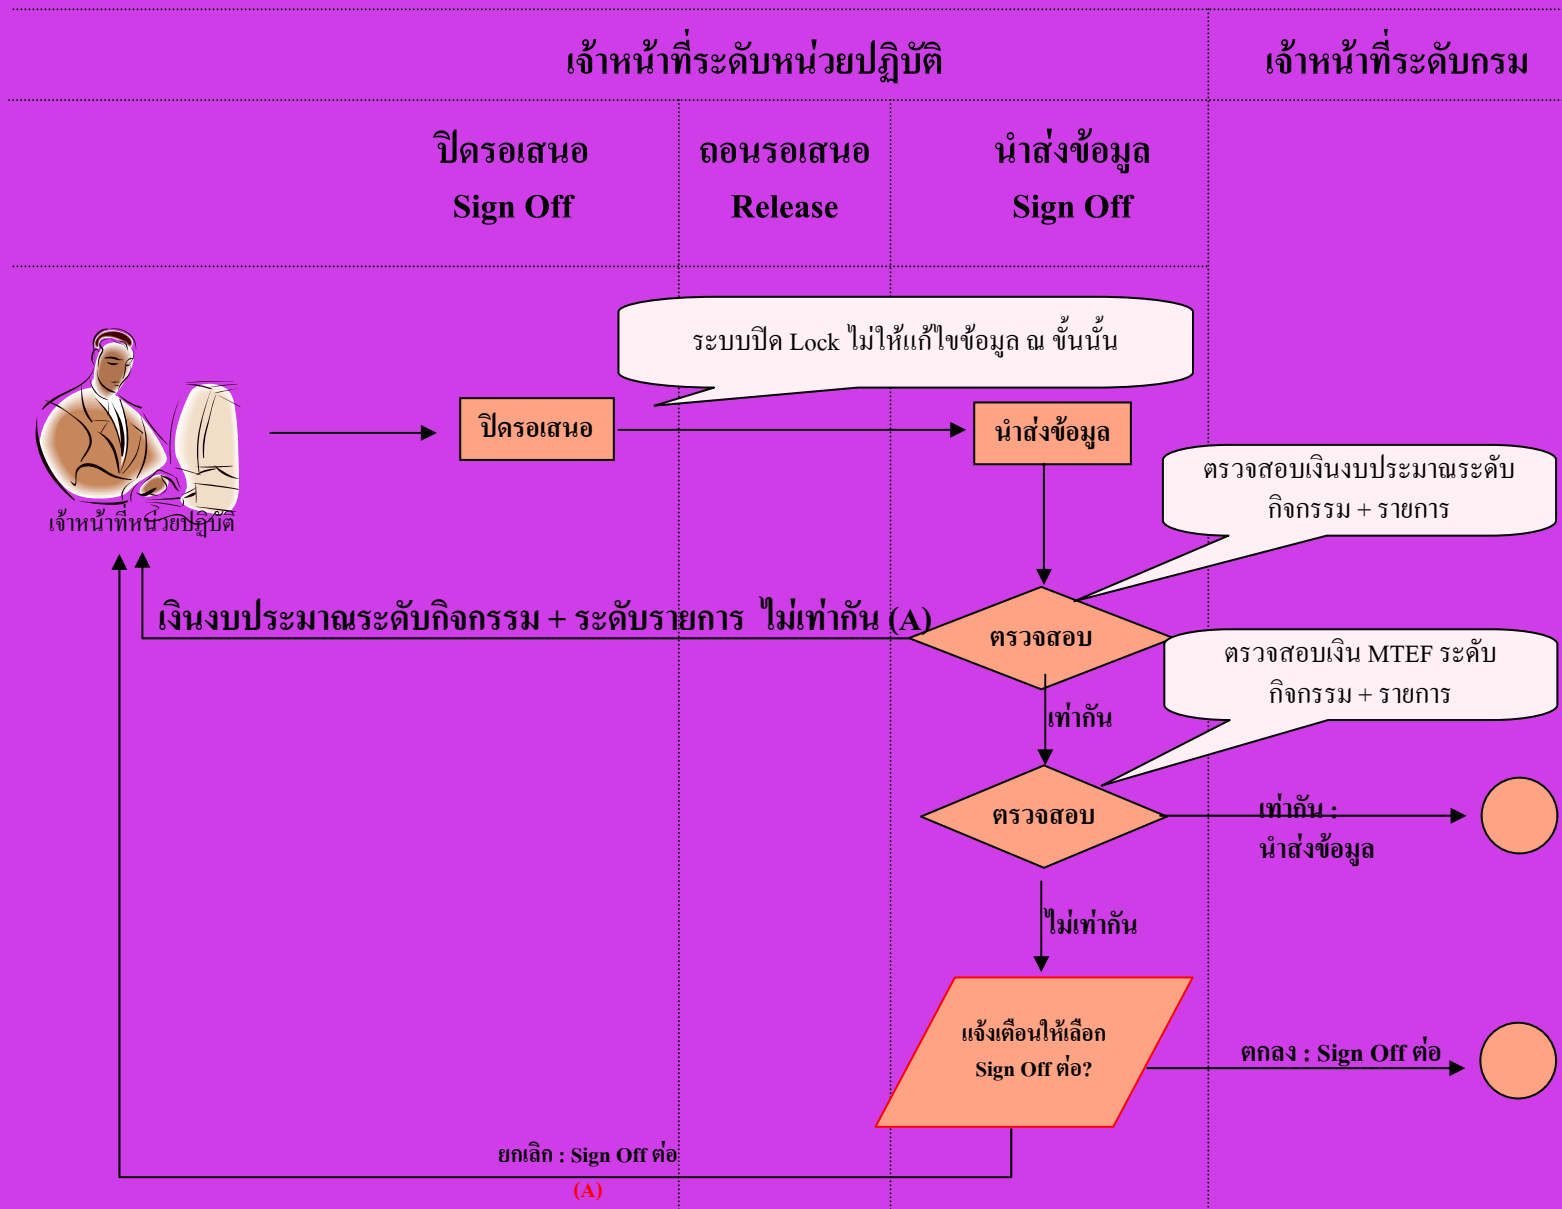 เจ้าหน้าที่ระดับหน่วยปฏิบัติ
เจ้าหน้าที่ระดับกรม
ปิดรอเสนอ
Sign Off
ถอนรอเสนอ
Release
นำส่งข้อมูล
Sign Off
ระบบปิด Lock ไม่ให้แก้ไขข้อมูล ณ ขั้นนั้น
ปิดรอเสนอ
นำส่งข้อมูล
ตรวจสอบเงินงบประมาณระดับ
กิจกรรม + รายการ
เจ้าหน้าที่หน่วยปฏิบัติ
เงินงบประมาณระดับกิจกรรม + ระดับรายการ ไม่เท่ากัน (A)
ตรวจสอบ
ตรวจสอบเงิน MTEF ระดับ
กิจกรรม + รายการ
เท่ากัน
ตรวจสอบ
เท่ากัน :
นำส่งข้อมูล
ไม่เท่ากัน
แจ้งเตือนให้เลือก
Sign Off ต่อ?
ตกลง : Sign Off ต่อ
ยกเลิก : Sign Off ต่อ
(A)